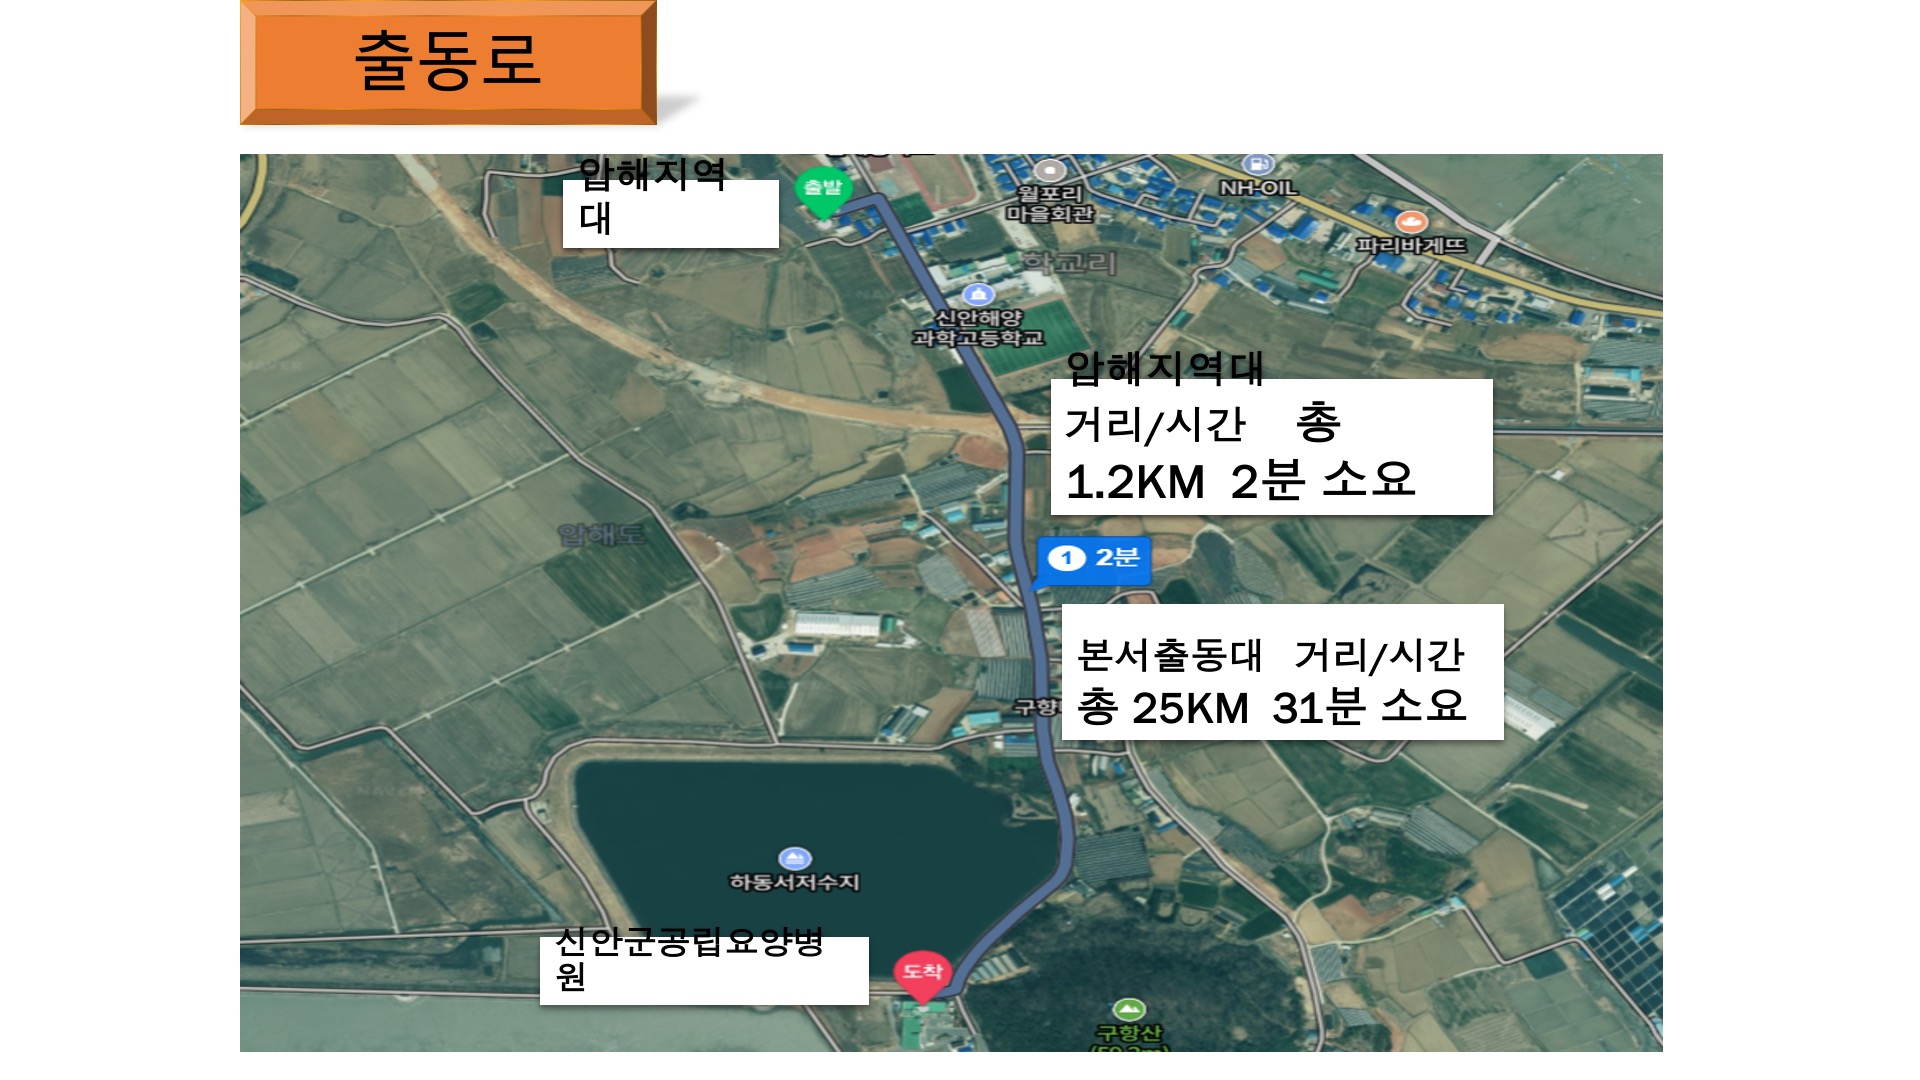 출동로
압해지역
대
출발
월포리
마을회관
NH-OIL
파리바게뜨
학교리
신안해양
과학고등학교
압해지역대
거리/시간 총
1.2KM 2분 소요
압해도
1 2분
본서출동대 거리/시간
총 25KM 31분 소요
하동서저수지
신안군공립요양병
원
도착
구항산